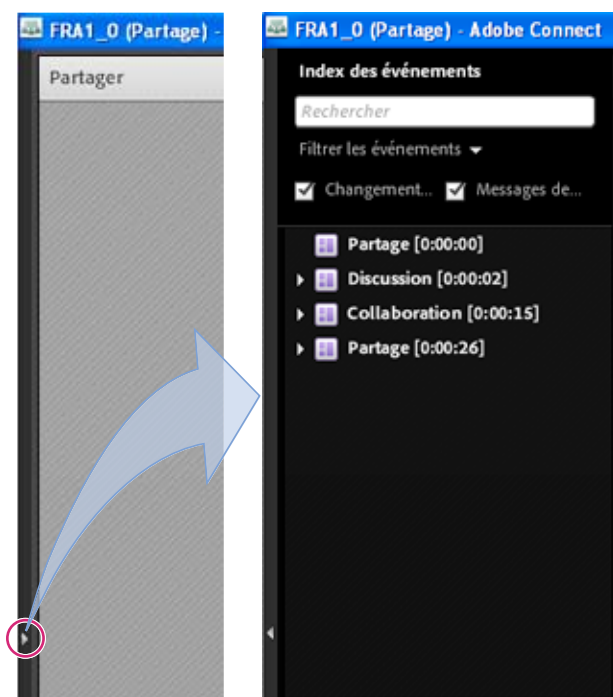 FRA1_0 (Partage) -
Partager
FRA1_0 (Partage) - Adobe Connect
Index des événements
Rechercher
Filtrer les événements
Changement... Messages de...
Partage [0:00:00]
Discussion [0:00:02]
Collaboration [0:00:15]
Partage [0:00:26]